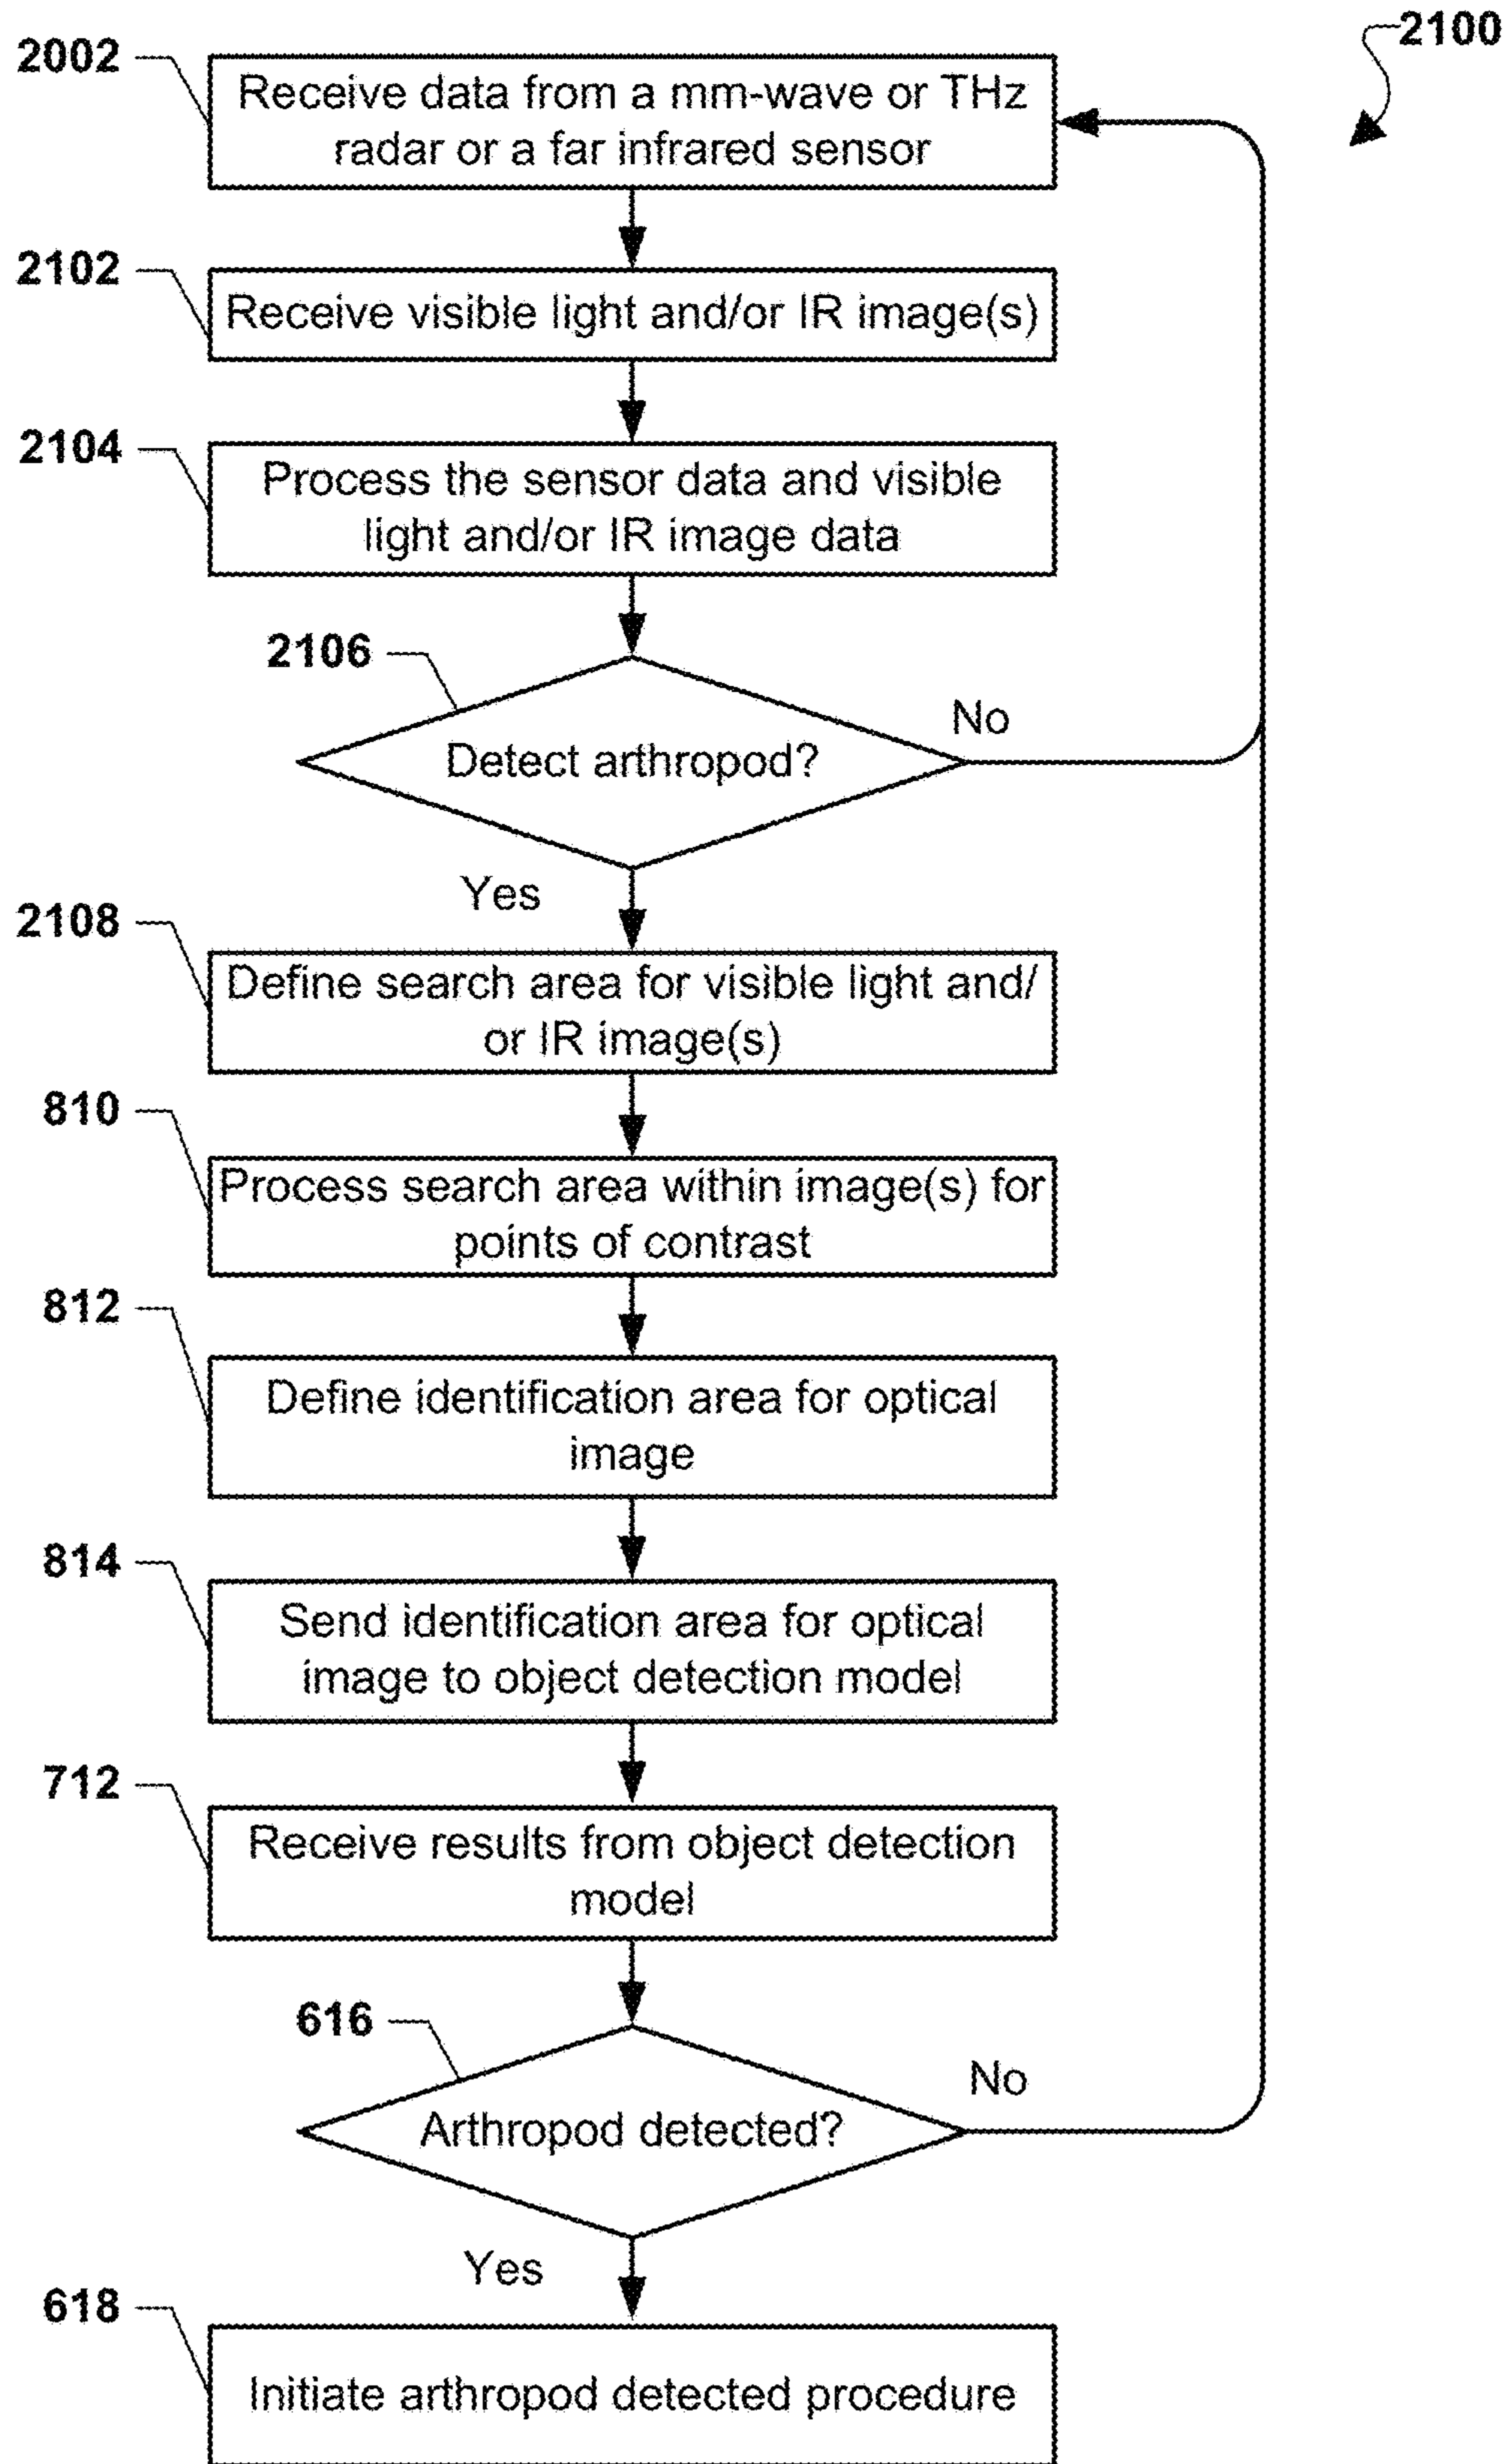 2100
2002
Receive data from a mm-wave or THz
radar or a far infrared sensor
2102
Receive visible light and/or IR image(s)
2104
Process the sensor data and visible
light and/or IR image data
2106
Detect arthropod?
No
Yes
2108
Define search area for visible light and/
or IR image(s)
810
Process search area within image(s) for
points of contrast
812
Define identification area for optical
image
814
Send identification area for optical
image to object detection model
712
Receive results from object detection
model
616
Arthropod detected?
No
Yes
618
Initiate arthropod detected procedure